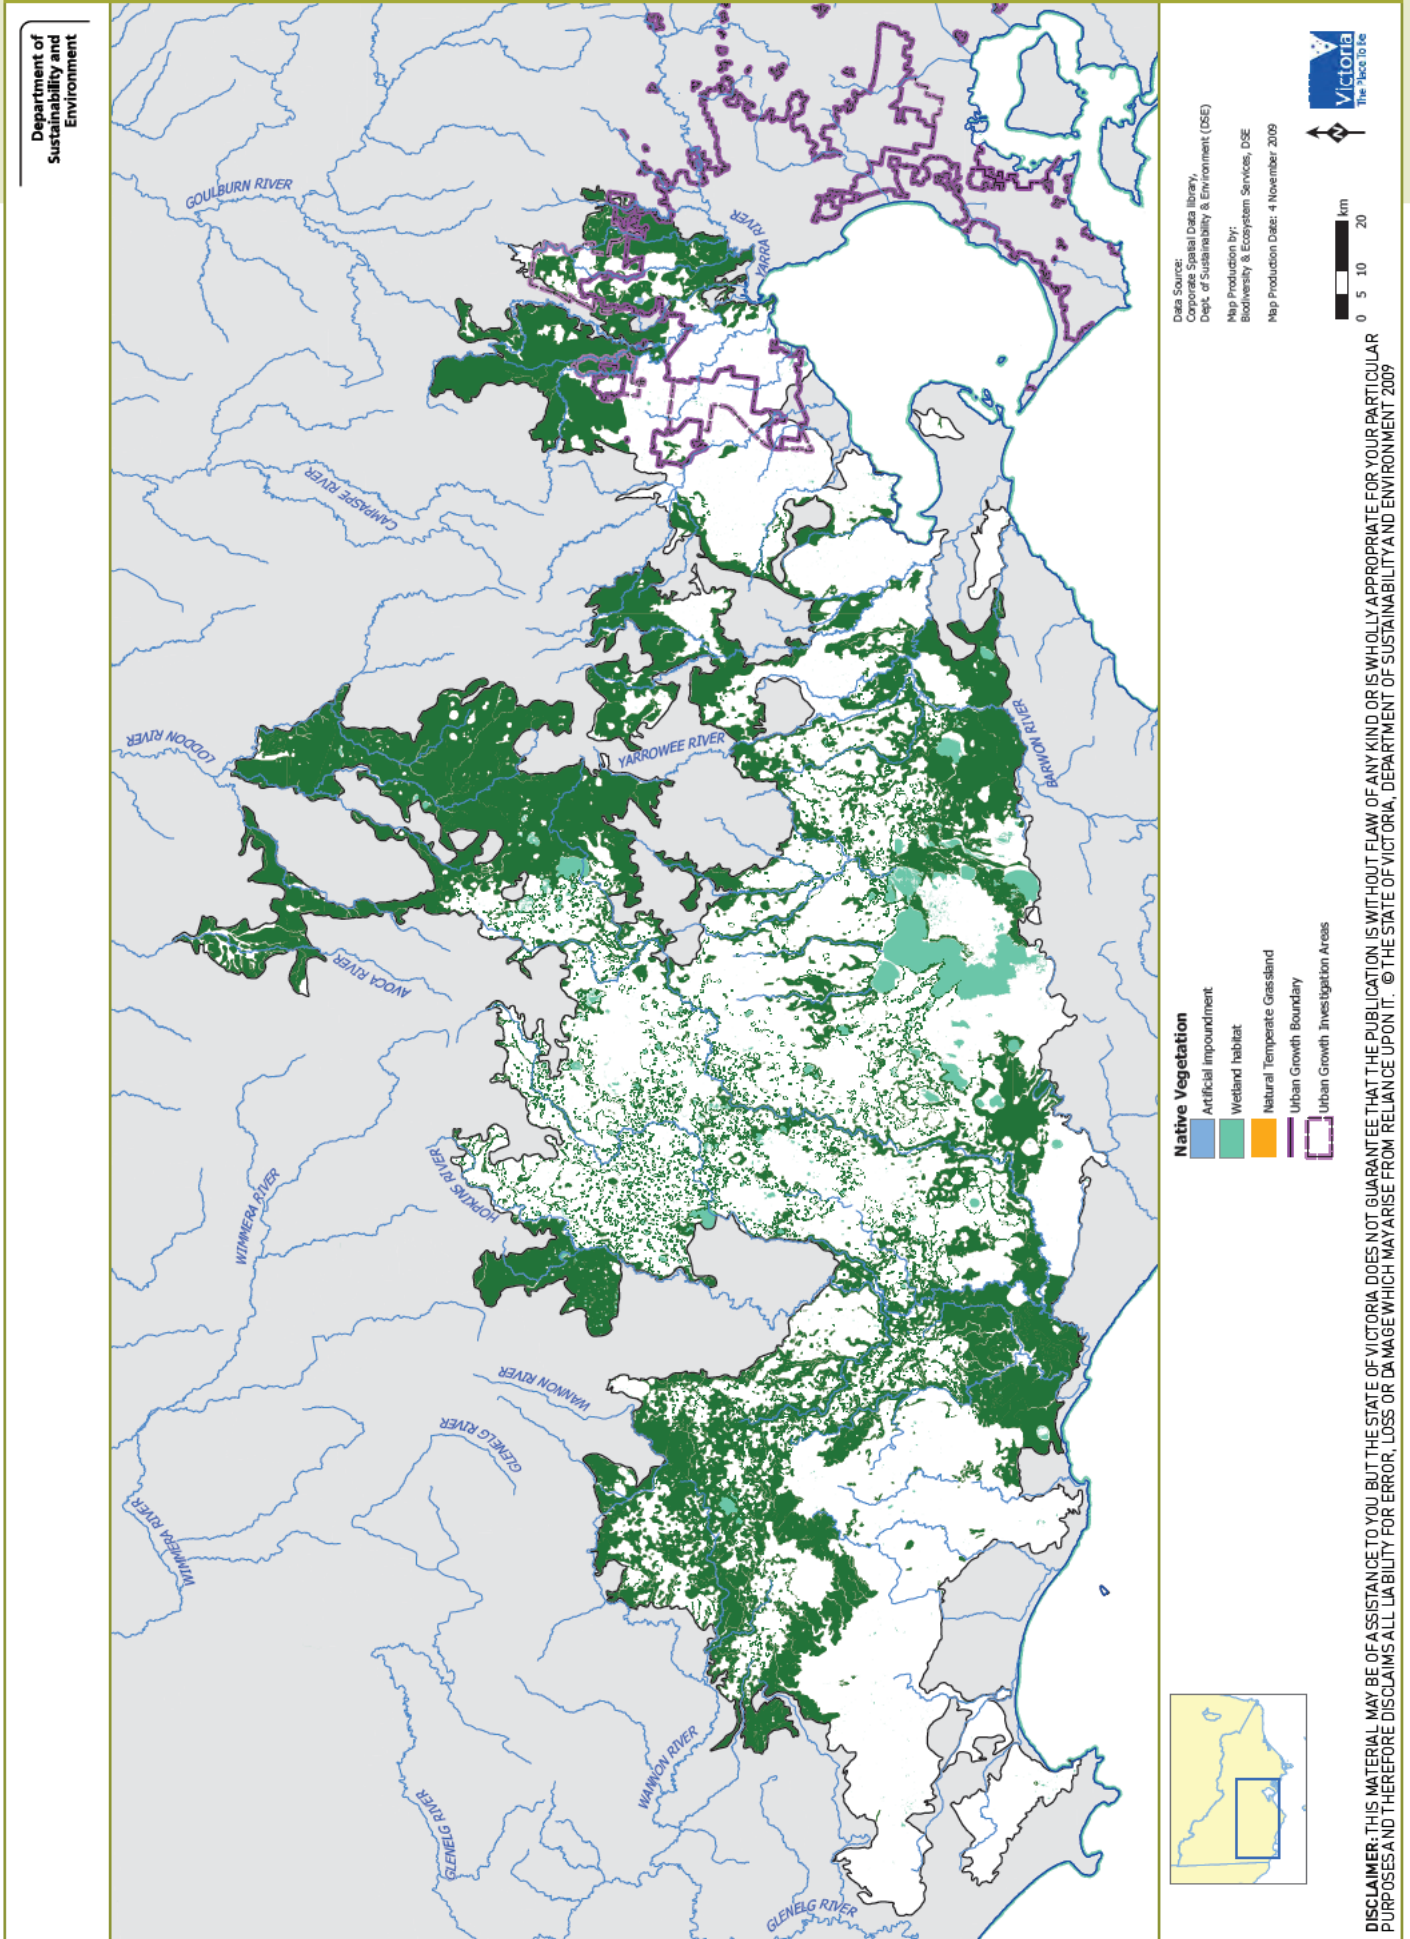 Department of
Sustainability and
Environment
GOULBURN RIVER
YARRA RIVER
CAMPASPE RIVER
LODDON RIVER
YARROWEE RIVER
BARWON RIVER
AVOCA RIVER
HOPKINS RIVER
WIMMERA RIVER
WANNON RIVER
GLENELG RIVER
WIMMERA RIVER
WANNON RIVER
GLENELG RIVER
GLENELG RIVER
Native Vegetation
Artificial impoundment
Wetland habitat
Natural Temperate Grassland
Urban Growth Boundary
Urban Growth Investigation Areas
Data Source:
Corporate Spatial Data library,
Dept. of Sustainability & Environment (DSE)
Map Production by:
Biodiversity & Ecosystem Services, DSE
Map Production Date: 4 November 2009
0 5 10 20
km
N
Victoria
The Place To Be
DISCLAIMER: THIS MATERIAL MAY BE OF ASSISTANCE TO YOU BUT THE STATE OF VICTORIA DOES NOT GUARANTEE THAT THE PUBLICATION IS WITHOUT FLAW OF ANY KIND OR IS WHOLLY APPROPRIATE FOR YOUR PARTICULAR
PURPOSES AND THEREFORE DISCLAIMS ALL LIABILITY FOR ERROR, LOSS OR DAMAGE WHICH MAY ARISE FROM RELIANCE UPON IT. © THE STATE OF VICTORIA, DEPARTMENT OF SUSTAINABILITY AND ENVIRONMENT 2009